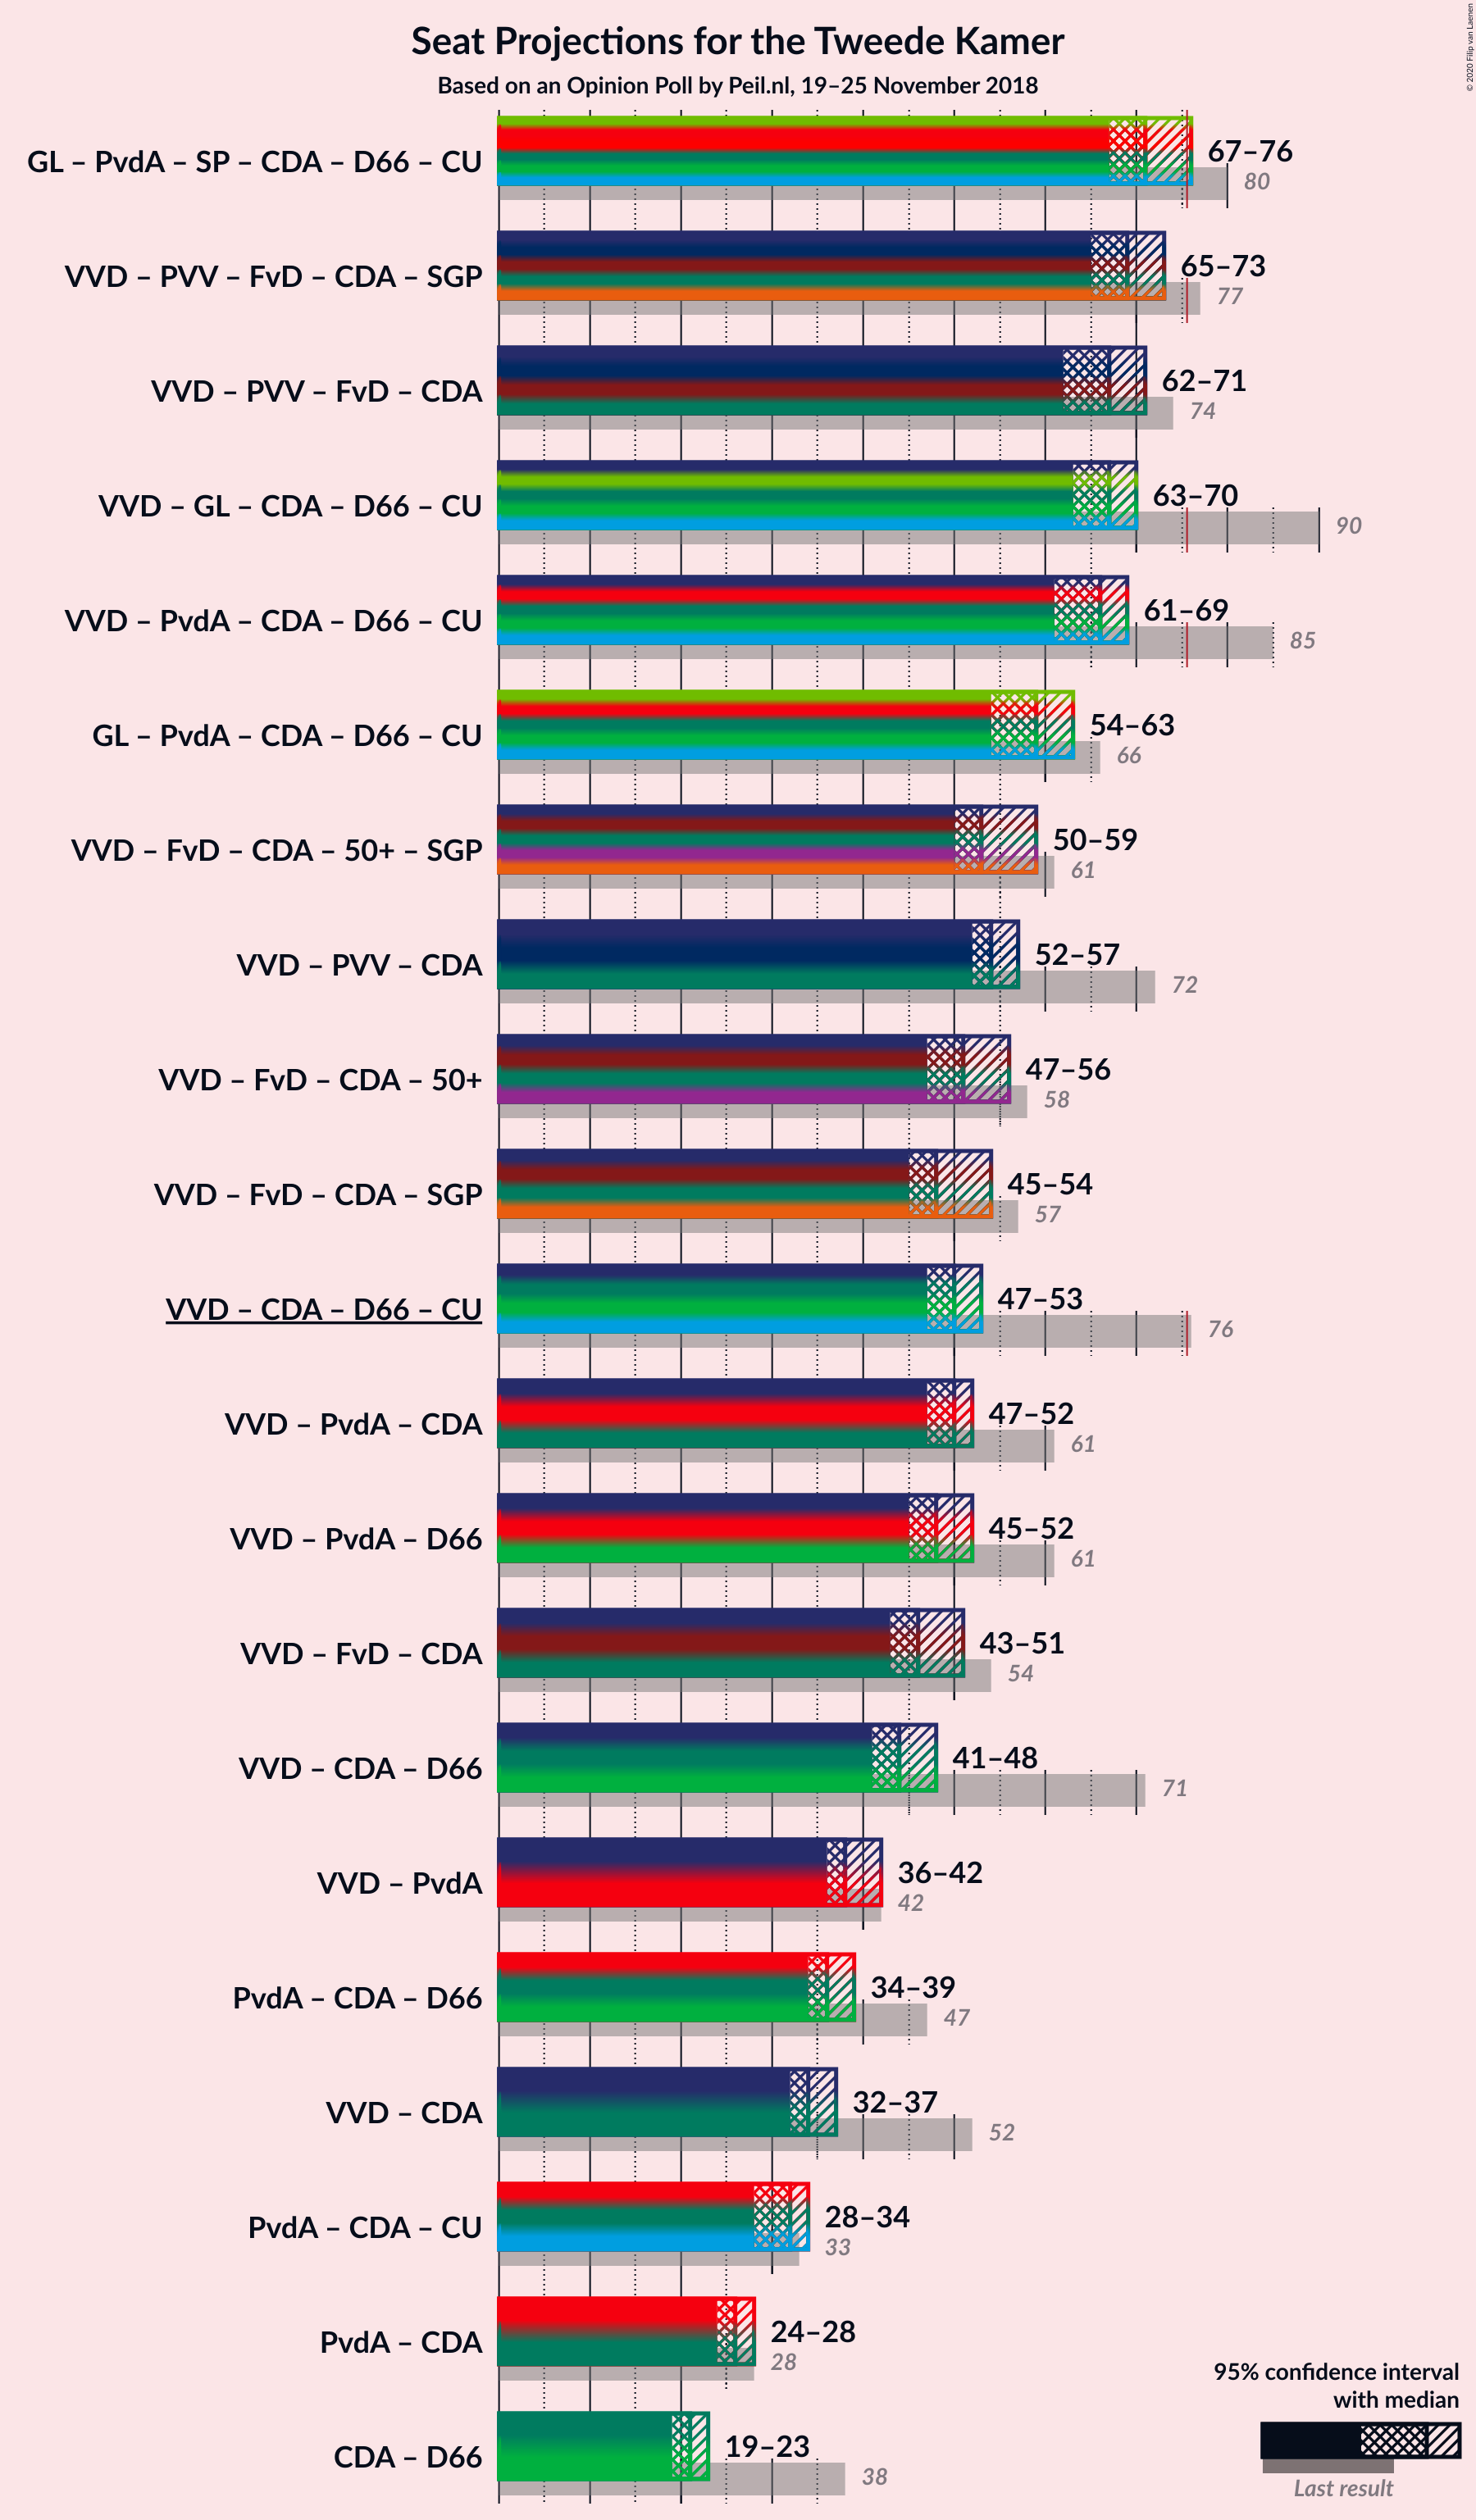 Seat Projections for the Tweede Kamer
Based on an Opinion Poll by Peil.nl, 19–25 November 2018
© 2020 Filip van Laenen
GL – PvdA – SP – CDA – D66 – CU
67–76
80
VVD – PVV – FvD – CDA – SGP
65–73
77
VVD – PVV – FvD – CDA
62–71
74
VVD – GL – CDA – D66 – CU
63–70
90
VVD – PvdA – CDA – D66 – CU
61–69
85
GL – PvdA – CDA – D66 – CU
54–63
66
VVD – FvD – CDA – 50+ – SGP
50–59
61
VVD – PVV – CDA
52–57
72
VVD – FvD – CDA – 50+
47–56
58
VVD – FvD – CDA – SGP
45–54
57
VVD – CDA – D66 – CU
47–53
76
VVD – PvdA – CDA
47–52
61
VVD – PvdA – D66
45–52
61
VVD – FvD – CDA
43–51
54
VVD – CDA – D66
41–48
71
VVD – PvdA
36–42
42
PvdA – CDA – D66
34–39
47
VVD – CDA
32–37
52
PvdA – CDA – CU
28–34
33
PvdA – CDA
24–28
28
CDA – D66
19–23
38
95% confidence interval
with median
Last result